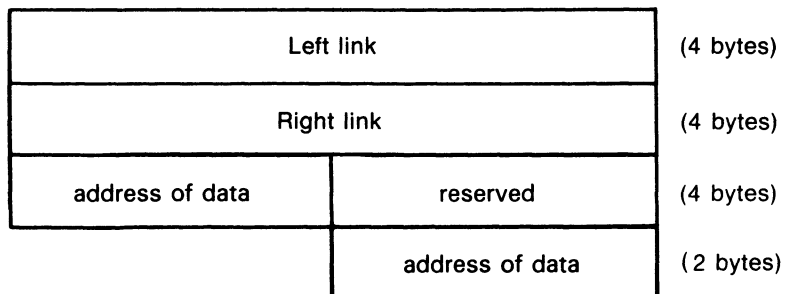 Left link (4 bytes)
Right link (4 bytes)
address of data reserved (4 bytes)
address of data (2 bytes)